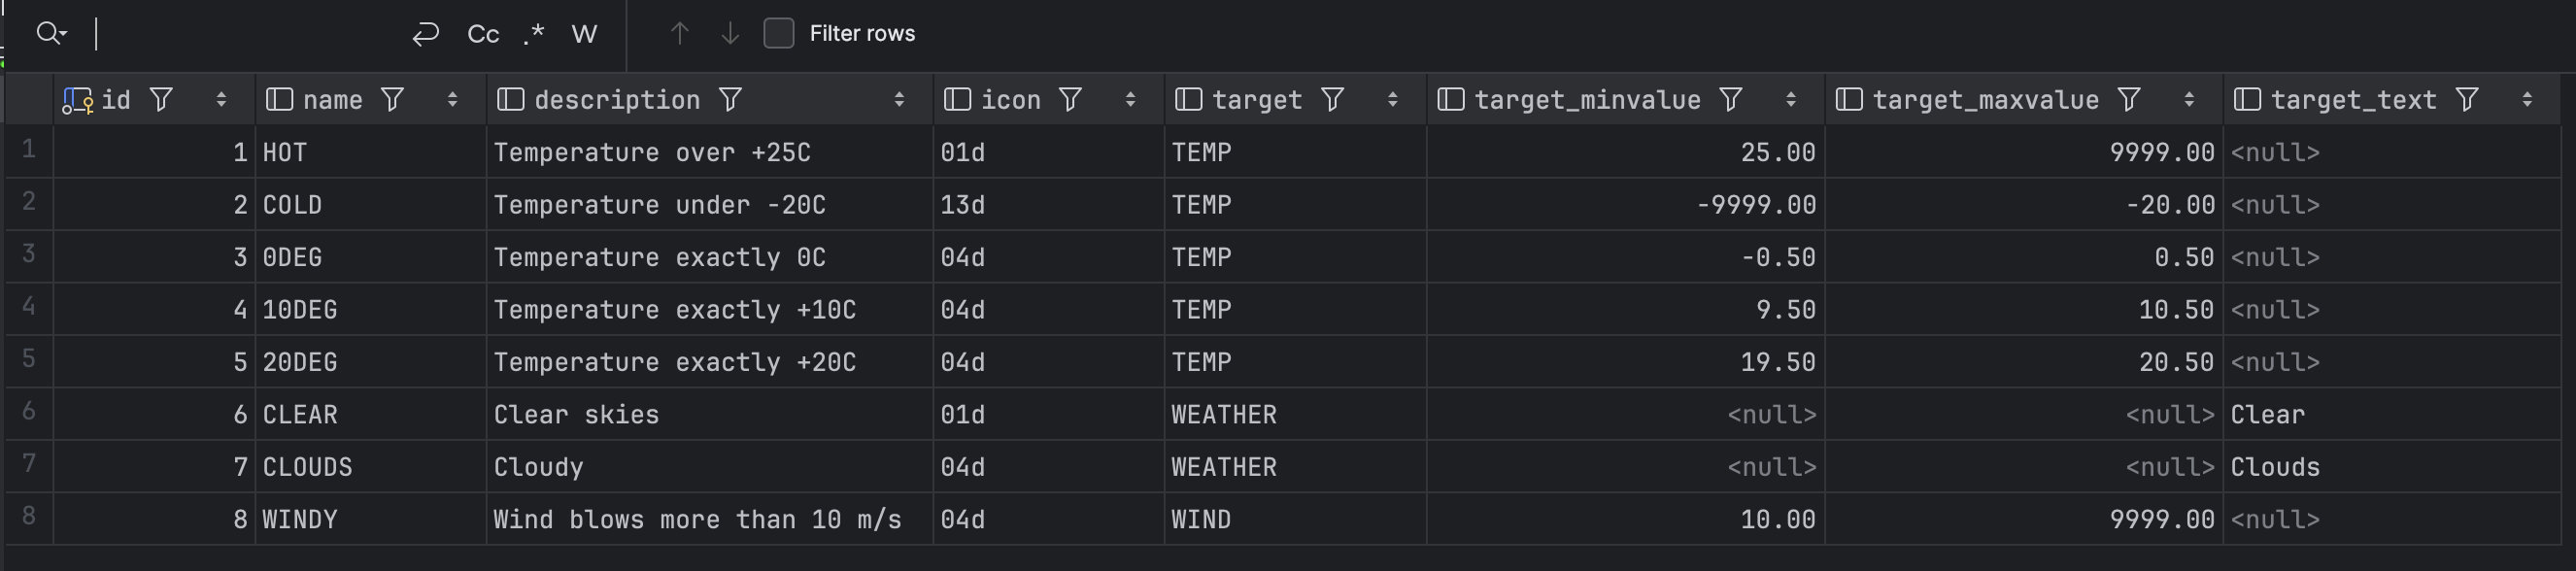 Cc .* W Filter rows
id name description icon target target_minvalue target_maxvalue target_text
1 1 HOT Temperature over +25C 01d TEMP 25.00 9999.00 <null>
2 2 COLD Temperature under -20C 13d TEMP -9999.00 -20.00 <null>
3 3 0DEG Temperature exactly 0C 04d TEMP -0.50 0.50 <null>
4 4 10DEG Temperature exactly +10C 04d TEMP 9.50 10.50 <null>
5 5 20DEG Temperature exactly +20C 04d TEMP 19.50 20.50 <null>
6 6 CLEAR Clear skies 01d WEATHER <null> <null> Clear
7 7 CLOUDS Cloudy 04d WEATHER <null> <null> Clouds
8 8 WINDY Wind blows more than 10 m/s 04d WIND 10.00 9999.00 <null>